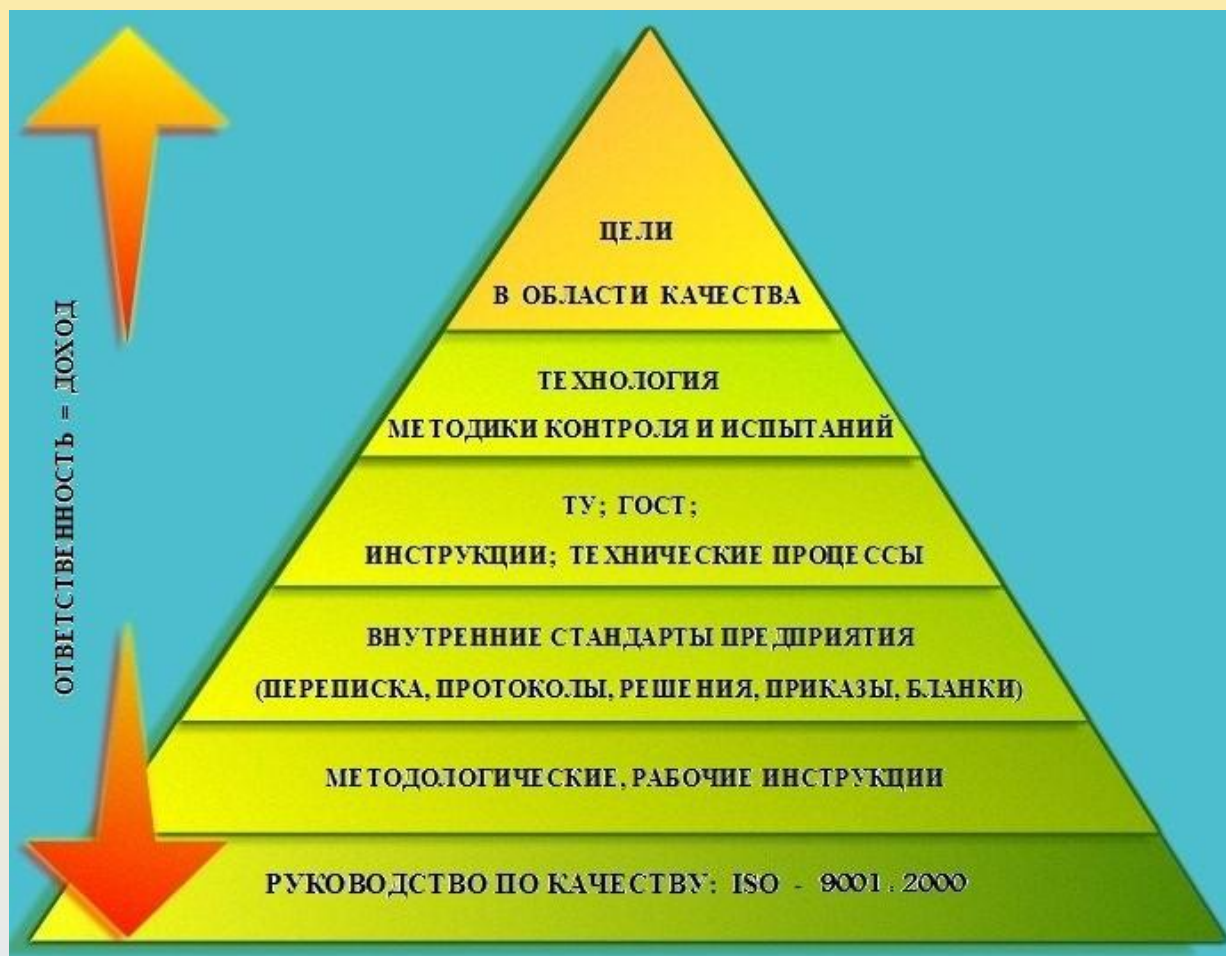 ЦЕЛИ
В ОБЛАСТИ КАЧЕСТВА
ТЕХНОЛОГИЯ
МЕТОДИКИ КОНТРОЛЯ И ИСПЫТАНИЙ
ТУ; ГОСТ;
ИНСТРУКЦИИ; ТЕХНИЧЕСКИЕ ПРОЦЕССЫ
ВНУТРЕННИЕ СТАНДАРТЫ ПРЕДПРИЯТИЯ
(ПЕРЕПИСКА, ПРОТОКОЛЫ, РЕШЕНИЯ, ПРИКАЗЫ, БЛАНКИ)
МЕТОДОЛОГИЧЕСКИЕ, РАБОЧИЕ ИНСТРУКЦИИ
РУКОВОДСТВО ПО КАЧЕСТВУ: ISO - 9001:2000
ОТВЕТСТВЕННОСТЬ = ДОХОД